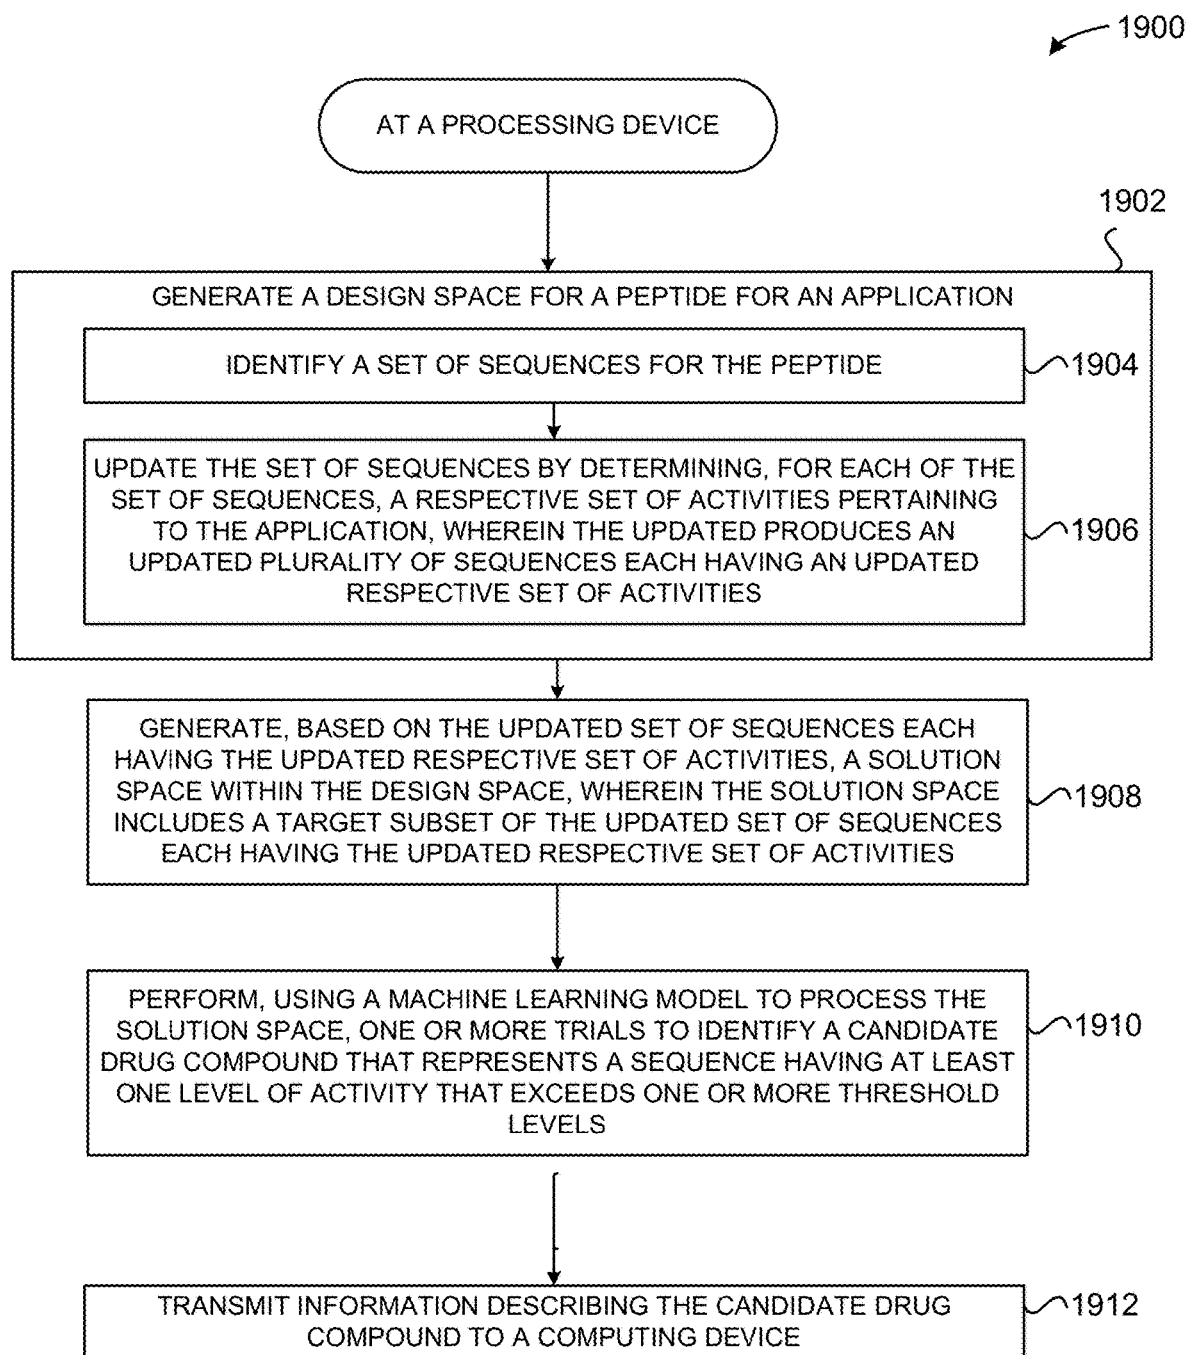 1900
AT A PROCESSING DEVICE
1902
GENERATE A DESIGN SPACE FOR A PEPTIDE FOR AN APPLICATION
IDENTIFY A SET OF SEQUENCES FOR THE PEPTIDE
1904
UPDATE THE SET OF SEQUENCES BY DETERMINING, FOR EACH OF THE
SET OF SEQUENCES, A RESPECTIVE SET OF ACTIVITIES PERTAINING
TO THE APPLICATION, WHEREIN THE UPDATED PRODUCES AN
UPDATED PLURALITY OF SEQUENCES EACH HAVING AN UPDATED
RESPECTIVE SET OF ACTIVITIES
1906
GENERATE, BASED ON THE UPDATED SET OF SEQUENCES EACH
HAVING THE UPDATED RESPECTIVE SET OF ACTIVITIES, A SOLUTION
SPACE WITHIN THE DESIGN SPACE, WHEREIN THE SOLUTION SPACE
INCLUDES A TARGET SUBSET OF THE UPDATED SET OF SEQUENCES
EACH HAVING THE UPDATED RESPECTIVE SET OF ACTIVITIES
1908
PERFORM, USING A MACHINE LEARNING MODEL TO PROCESS THE
SOLUTION SPACE, ONE OR MORE TRIALS TO IDENTIFY A CANDIDATE
DRUG COMPOUND THAT REPRESENTS A SEQUENCE HAVING AT LEAST
ONE LEVEL OF ACTIVITY THAT EXCEEDS ONE OR MORE THRESHOLD
LEVELS
1910
TRANSMIT INFORMATION DESCRIBING THE CANDIDATE DRUG
COMPOUND TO A COMPUTING DEVICE
1912